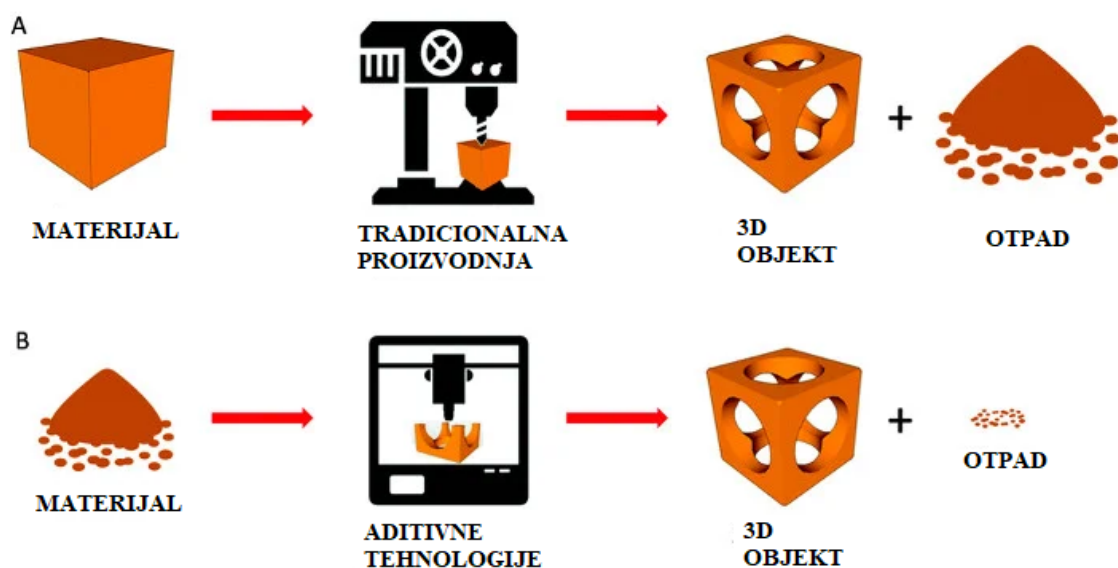 A
MATERIJAL
TRADICIONALNA
PROIZVODNJA
3D
OBJEKT
+
OTPAD
B
MATERIJAL
ADITIVNE
TEHNOLOGIJE
3D
OBJEKT
+
OTPAD